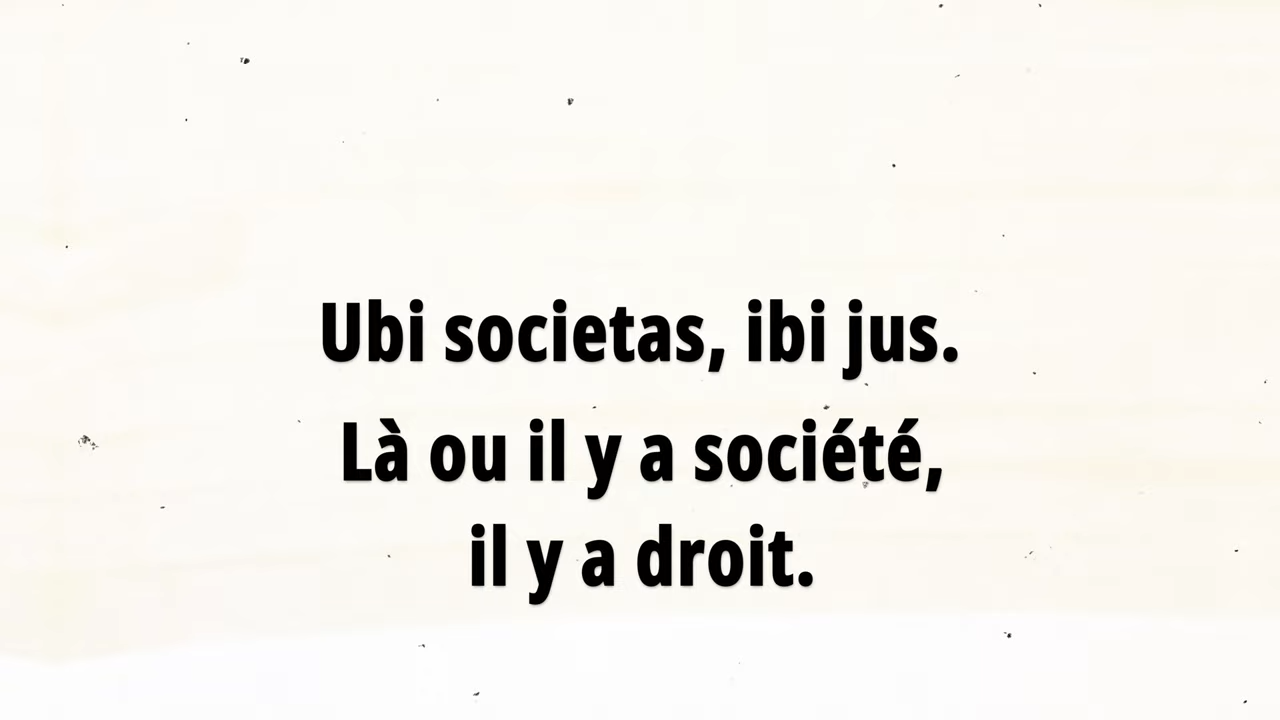 Ubi societas, ibi jus.
Là ou il y a société,
il y a droit.